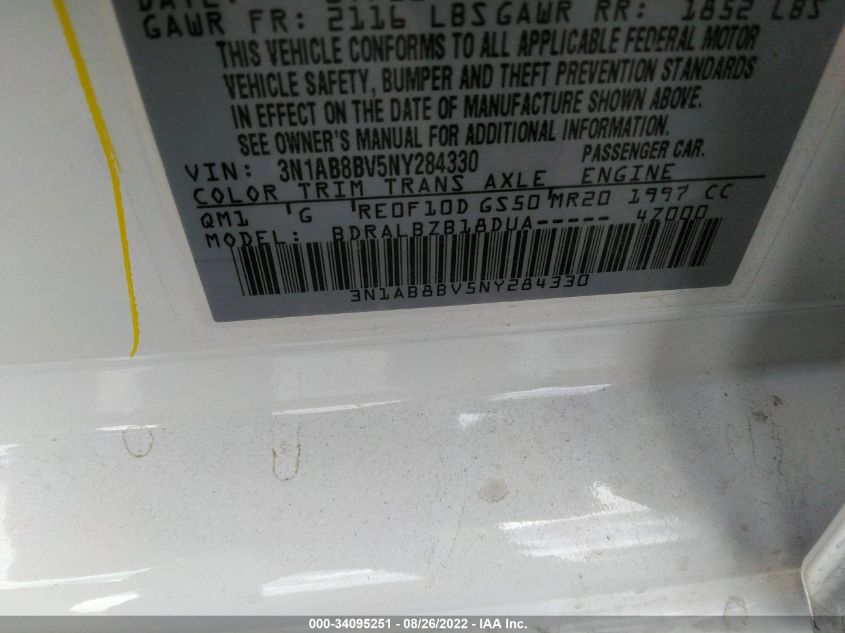 GAWR FR: 2116 LBS GAWR RR: 1852 LBS
THIS VEHICLE CONFORMS TO ALL APPLICABLE FEDERAL MOTOR
VEHICLE SAFETY, BUMPER AND THEFT PREVENTION STANDARDS
IN EFFECT ON THE DATE OF MANUFACTURE SHOWN ABOVE.
SEE OWNER'S MANUAL FOR ADDITIONAL INFORMATION.
VIN: 3N1AB8BV5NY284330 PASSENGER CAR.
COLOR TRIM TRANS AXLE ENGINE
QM1 G RE0F10D GS50 MR20 1997 CC
MODEL: BDRALBZB18DUA----- 47000
3N1AB8BV5NY284330
000-34095251 - 08/26/2022 - IAA Inc.